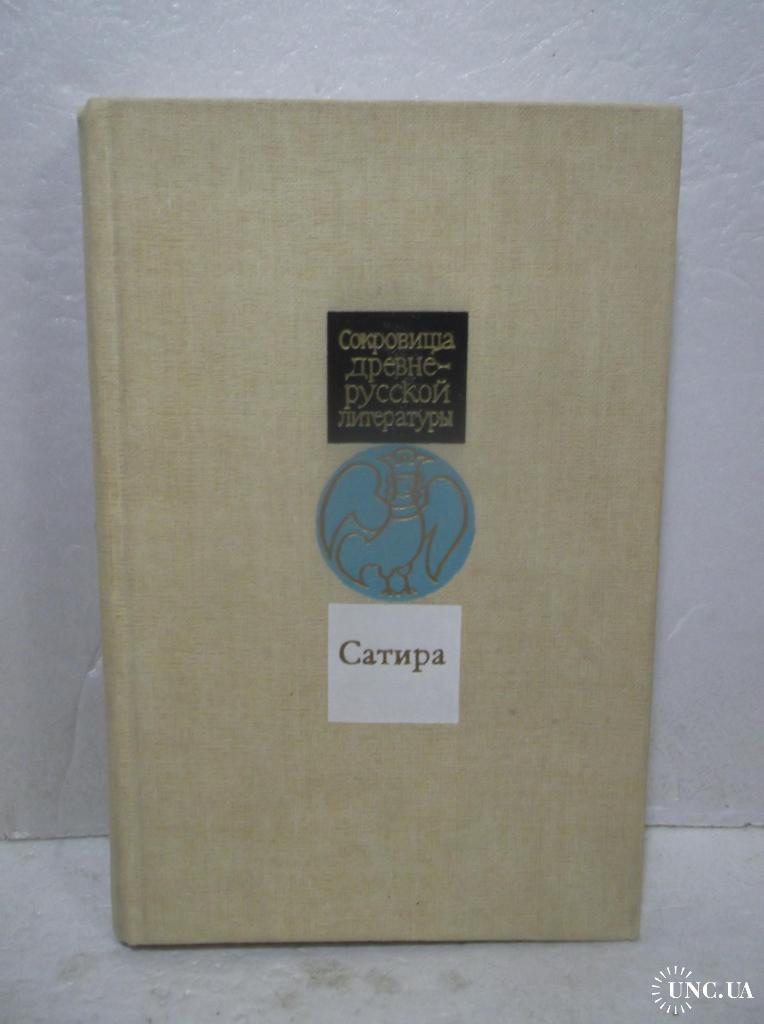 Сокровища
древне-
русской
литературы
Сатира
UNC.UA